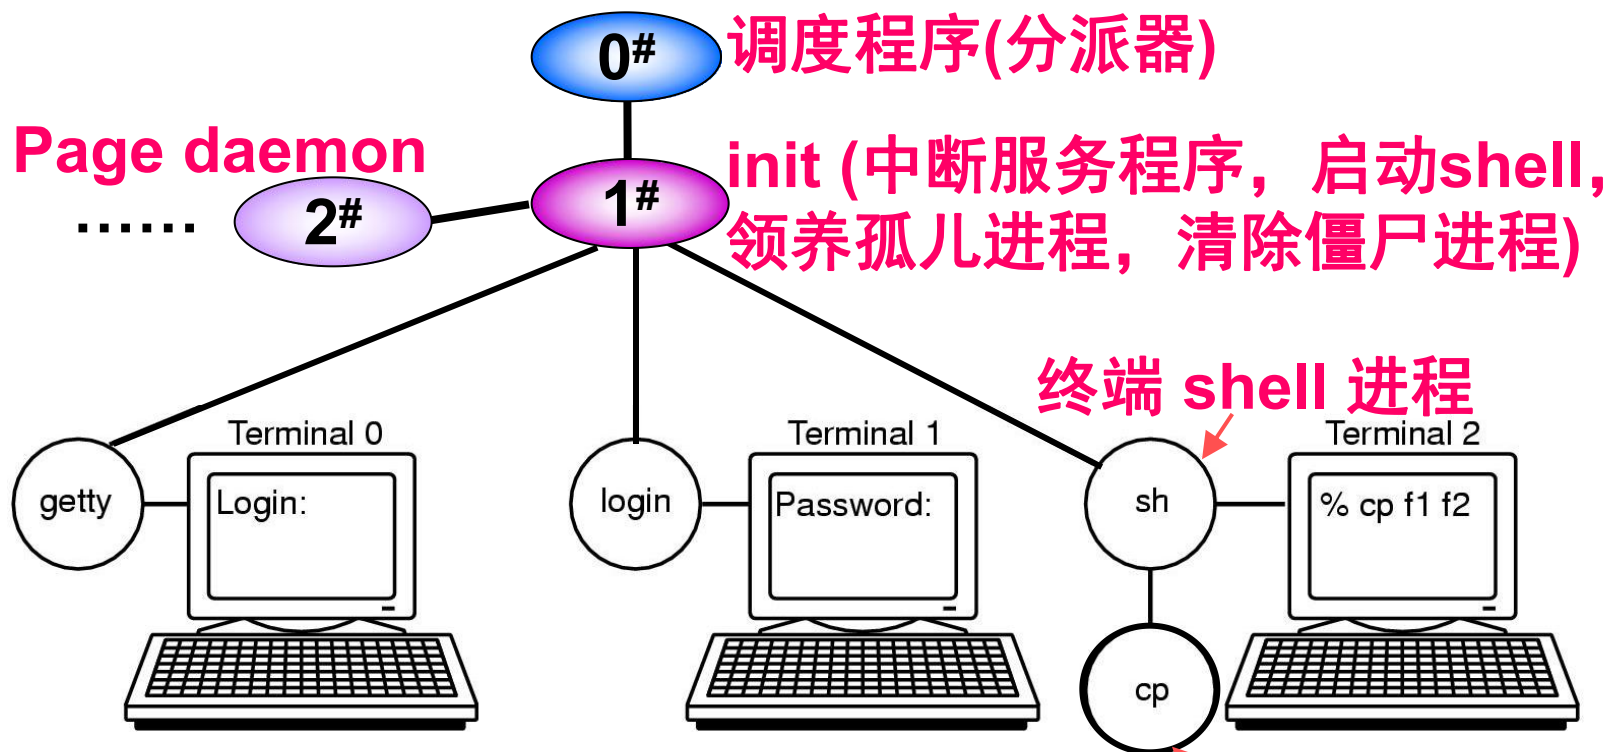 0# 调度程序(分派器)
Page daemon
init (中断服务程序，启动shell，
领养孤儿进程，清除僵尸进程)
1#
...... 2#
终端 shell 进程
Terminal 0
Terminal 1
Terminal 2
getty
Login:
login
Password:
sh
% cp f1 f2
cp